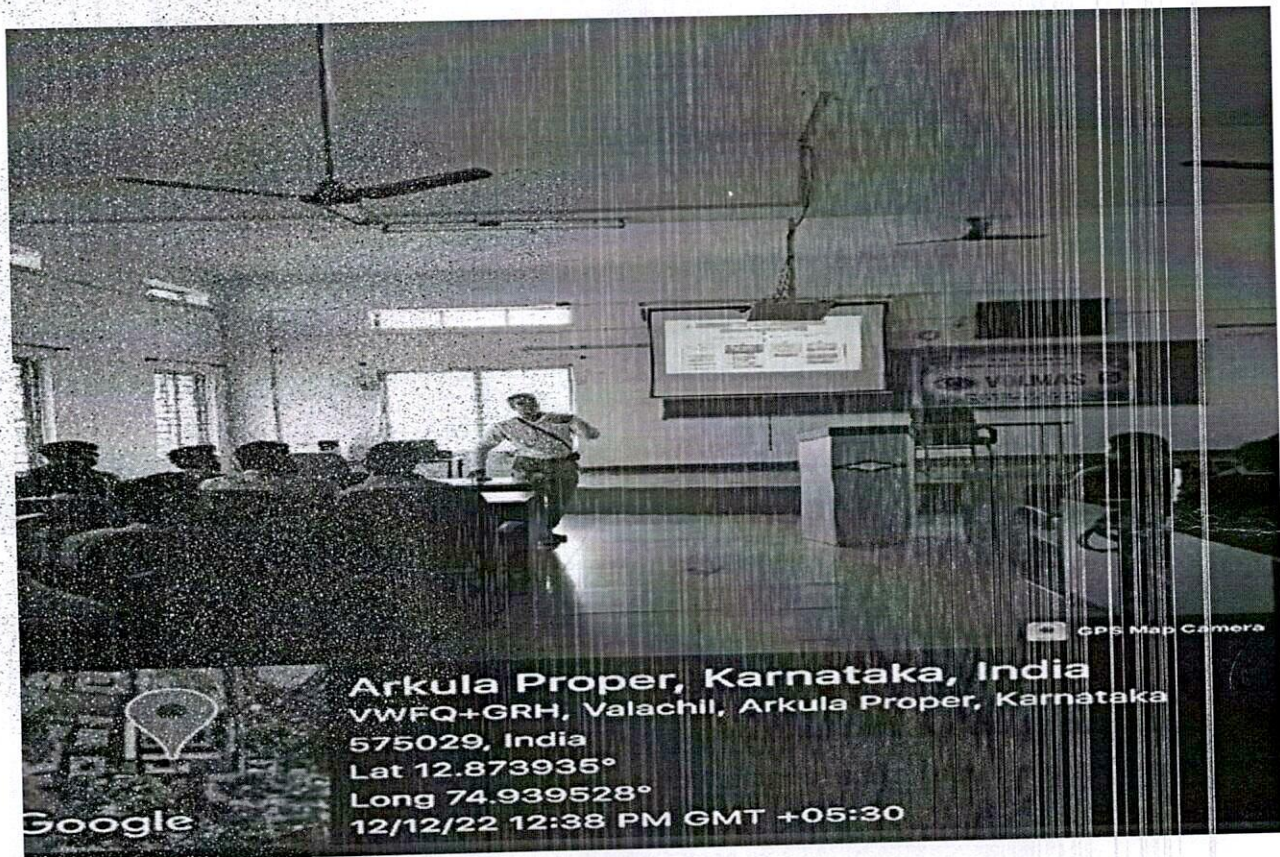 VOLMAS
GPS Map Camera
Arkula Proper, Karnataka, India
VWFQ+GRH, Valachil, Arkula Proper, Karnataka
575029, India
Lat 12.873935°
Long 74.939528°
12/12/22 12:38 PM GMT +05:30
Google